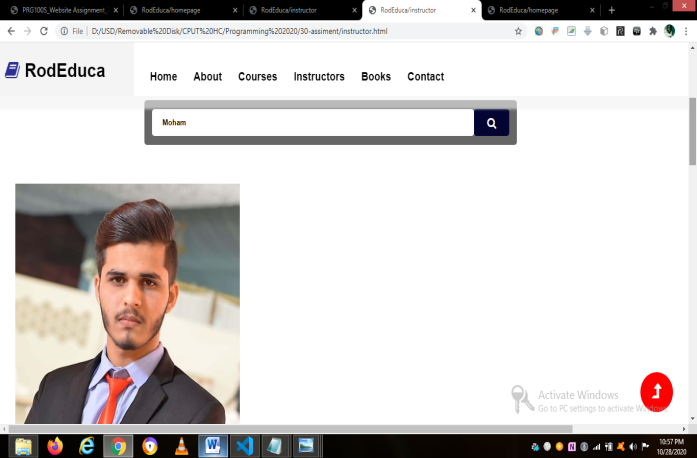 PRG100S_Website Assignment_
RodEduca/homepage
RodEduca/instructor
RodEduca/instructor
RodEduca/homepage
File | D:/USD/Removable%20Disk/CPUT%20HC/Programming%202020/30-assiment/instructor.html
RodEduca
Home About Courses Instructors Books Contact
Moham
Activate Windows
Go to PC settings to activate Windows
10:57 PM
10/28/2020